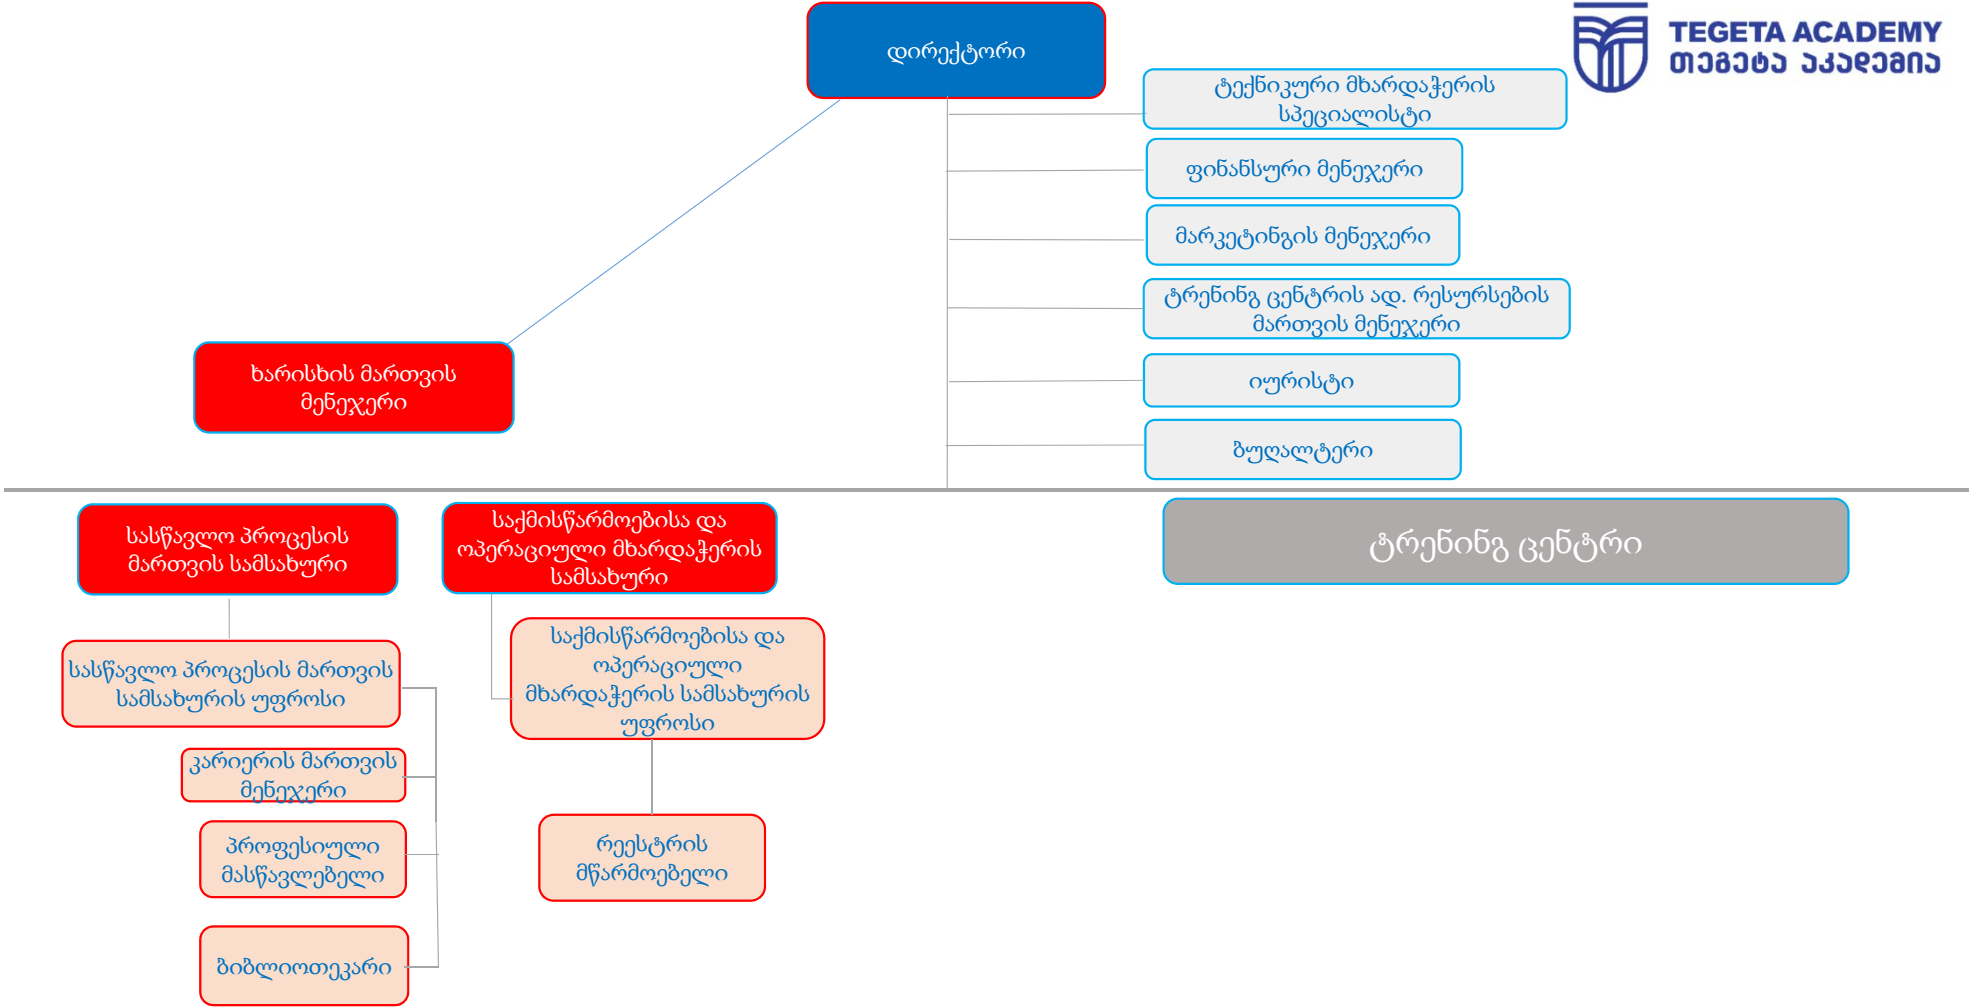 დირექტორი
TEGETA ACADEMY
თეგეტა აკადემია
ტექნიკური მხარდაჭერის
სპეციალისტი
ფინანსური მენეჯერი
მარკეტინგის მენეჯერი
ტრენინგ ცენტრის ად. რესურსების
მართვის მენეჯერი
ხარისხის მართვის
მენეჯერი
იურისტი
ბუღალტერი
სასწავლო პროცესის
მართვის სამსახური
საქმისწარმოებისა და
ოპერაციული მხარდაჭერის
სამსახური
ტრენინგ ცენტრი
სასწავლო პროცესის მართვის
სამსახურის უფროსი
საქმისწარმოებისა და
ოპერაციული
მხარდაჭერის სამსახურის
უფროსი
კარიერის მართვის
მენეჯერი
პროფესიული
მასწავლებელი
რეესტრის
მწარმოებელი
ბიბლიოთეკარი